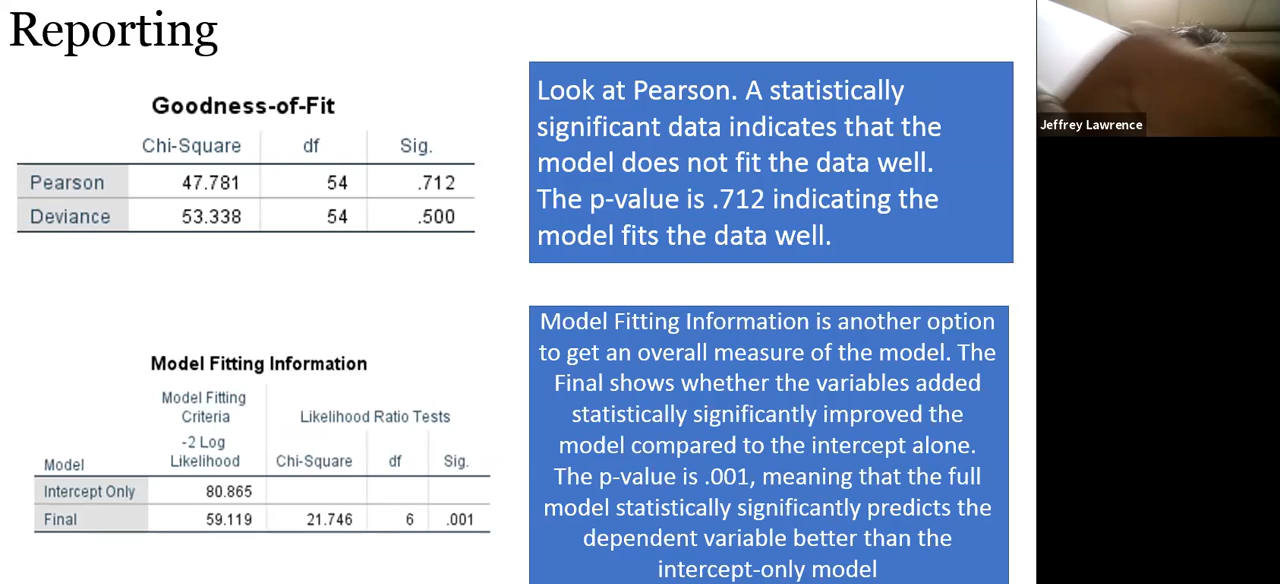 Reporting
Goodness-of-Fit
Chi-Square df Sig.
Pearson 47.781 54 .712
Deviance 53.338 54 .500
Look at Pearson. A statistically
significant data indicates that the
model does not fit the data well.
The p-value is .712 indicating the
model fits the data well.
Model Fitting Information
Model Fitting
Criteria
Likelihood Ratio Tests
-2 Log
Likelihood
Model Chi-Square df Sig.
Intercept Only 80.865
Final 59.119 21.746 6 .001
Model Fitting Information is another option
to get an overall measure of the model. The
Final shows whether the variables added
statistically significantly improved the
model compared to the intercept alone.
The p-value is .001, meaning that the full
model statistically significantly predicts the
dependent variable better than the
intercept-only model
Jeffrey Lawrence